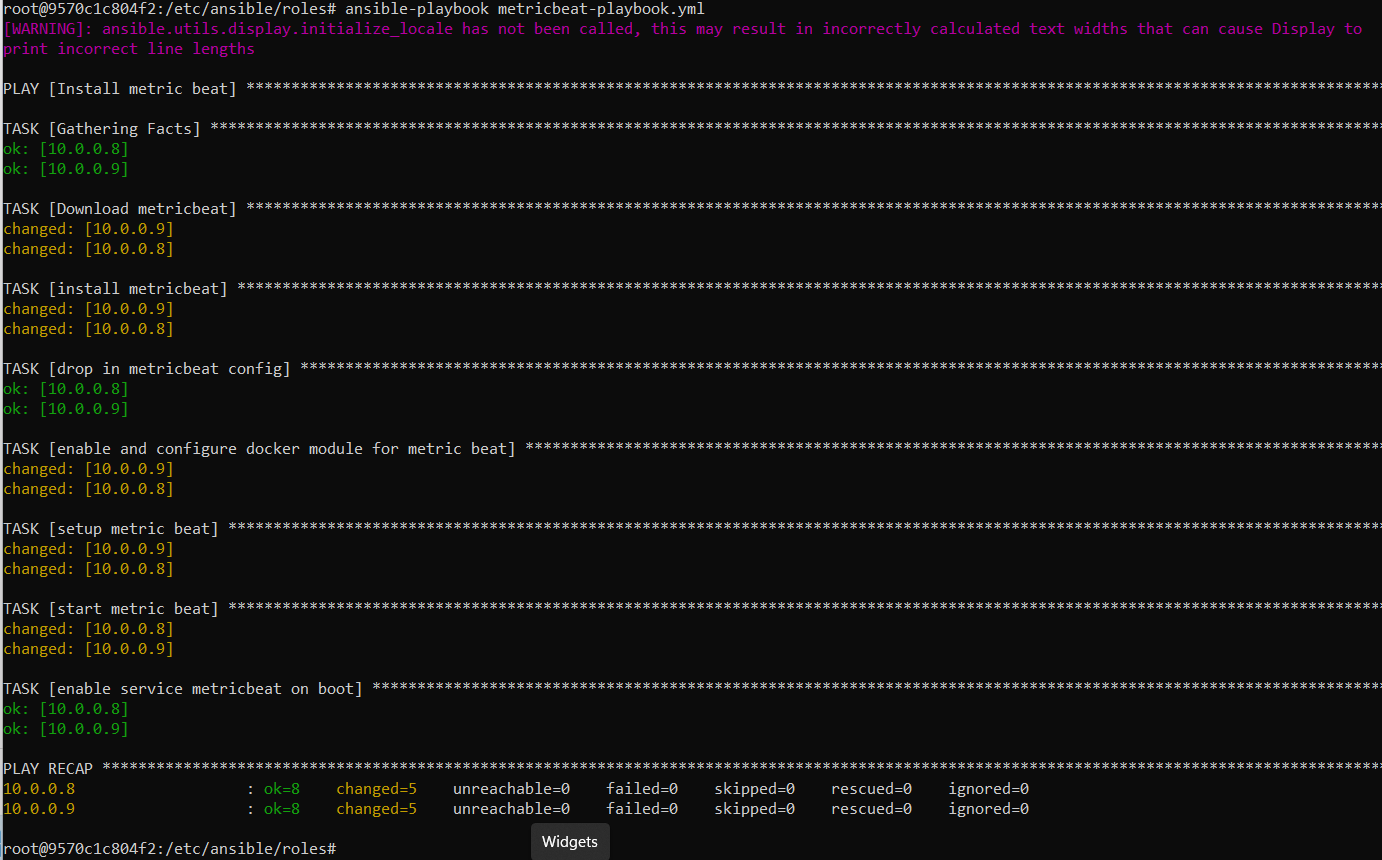 root@9570c1c804f2:/etc/ansible/roles# ansible-playbook metricbeat-playbook.yml
[WARNING]: ansible.utils.display.initialize_locale has not been called, this may result in incorrectly calculated text widths that can cause Display to
print incorrect line lengths
PLAY [Install metric beat] ******************************************************************************************************************************
TASK [Gathering Facts] **********************************************************************************************************************************
ok: [10.0.0.8]
ok: [10.0.0.9]
TASK [Download metricbeat] ******************************************************************************************************************************
changed: [10.0.0.9]
changed: [10.0.0.8]
TASK [install metricbeat] *******************************************************************************************************************************
changed: [10.0.0.9]
changed: [10.0.0.8]
TASK [drop in metricbeat config] ************************************************************************************************************************
ok: [10.0.0.8]
ok: [10.0.0.9]
TASK [enable and configure docker module for metric beat] ***********************************************************************************************
changed: [10.0.0.9]
changed: [10.0.0.8]
TASK [setup metric beat] ********************************************************************************************************************************
changed: [10.0.0.9]
changed: [10.0.0.8]
TASK [start metric beat] ********************************************************************************************************************************
changed: [10.0.0.8]
changed: [10.0.0.9]
TASK [enable service metricbeat on boot] ****************************************************************************************************************
ok: [10.0.0.8]
ok: [10.0.0.9]
PLAY RECAP **********************************************************************************************************************************************
10.0.0.8                   : ok=8    changed=5    unreachable=0    failed=0    skipped=0    rescued=0    ignored=0
10.0.0.9                   : ok=8    changed=5    unreachable=0    failed=0    skipped=0    rescued=0    ignored=0
root@9570c1c804f2:/etc/ansible/roles#
Widgets